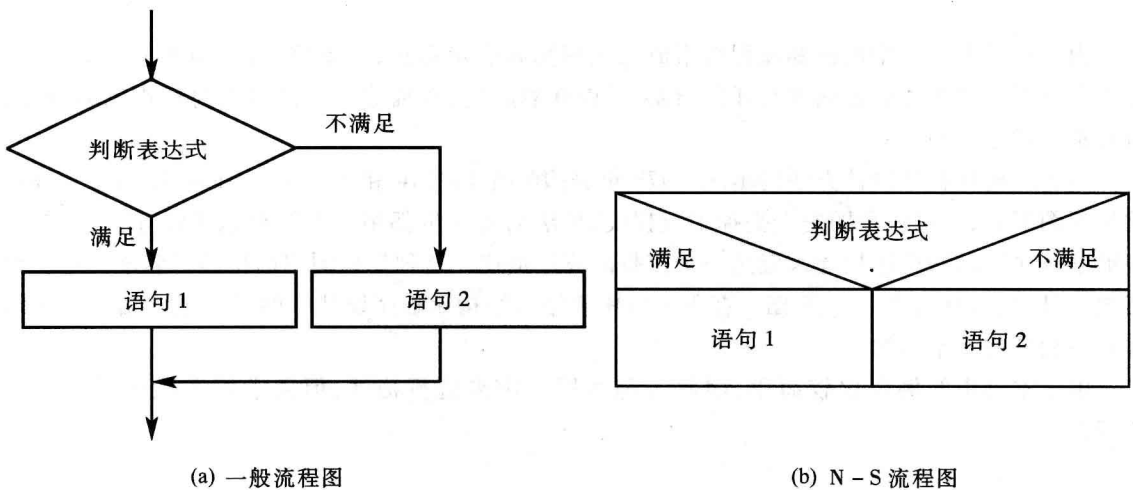 不满足
判断表达式
满足
语句 1
语句 2
(a) 一般流程图
判断表达式
满足
不满足
语句 1
语句 2
(b) N – S 流程图